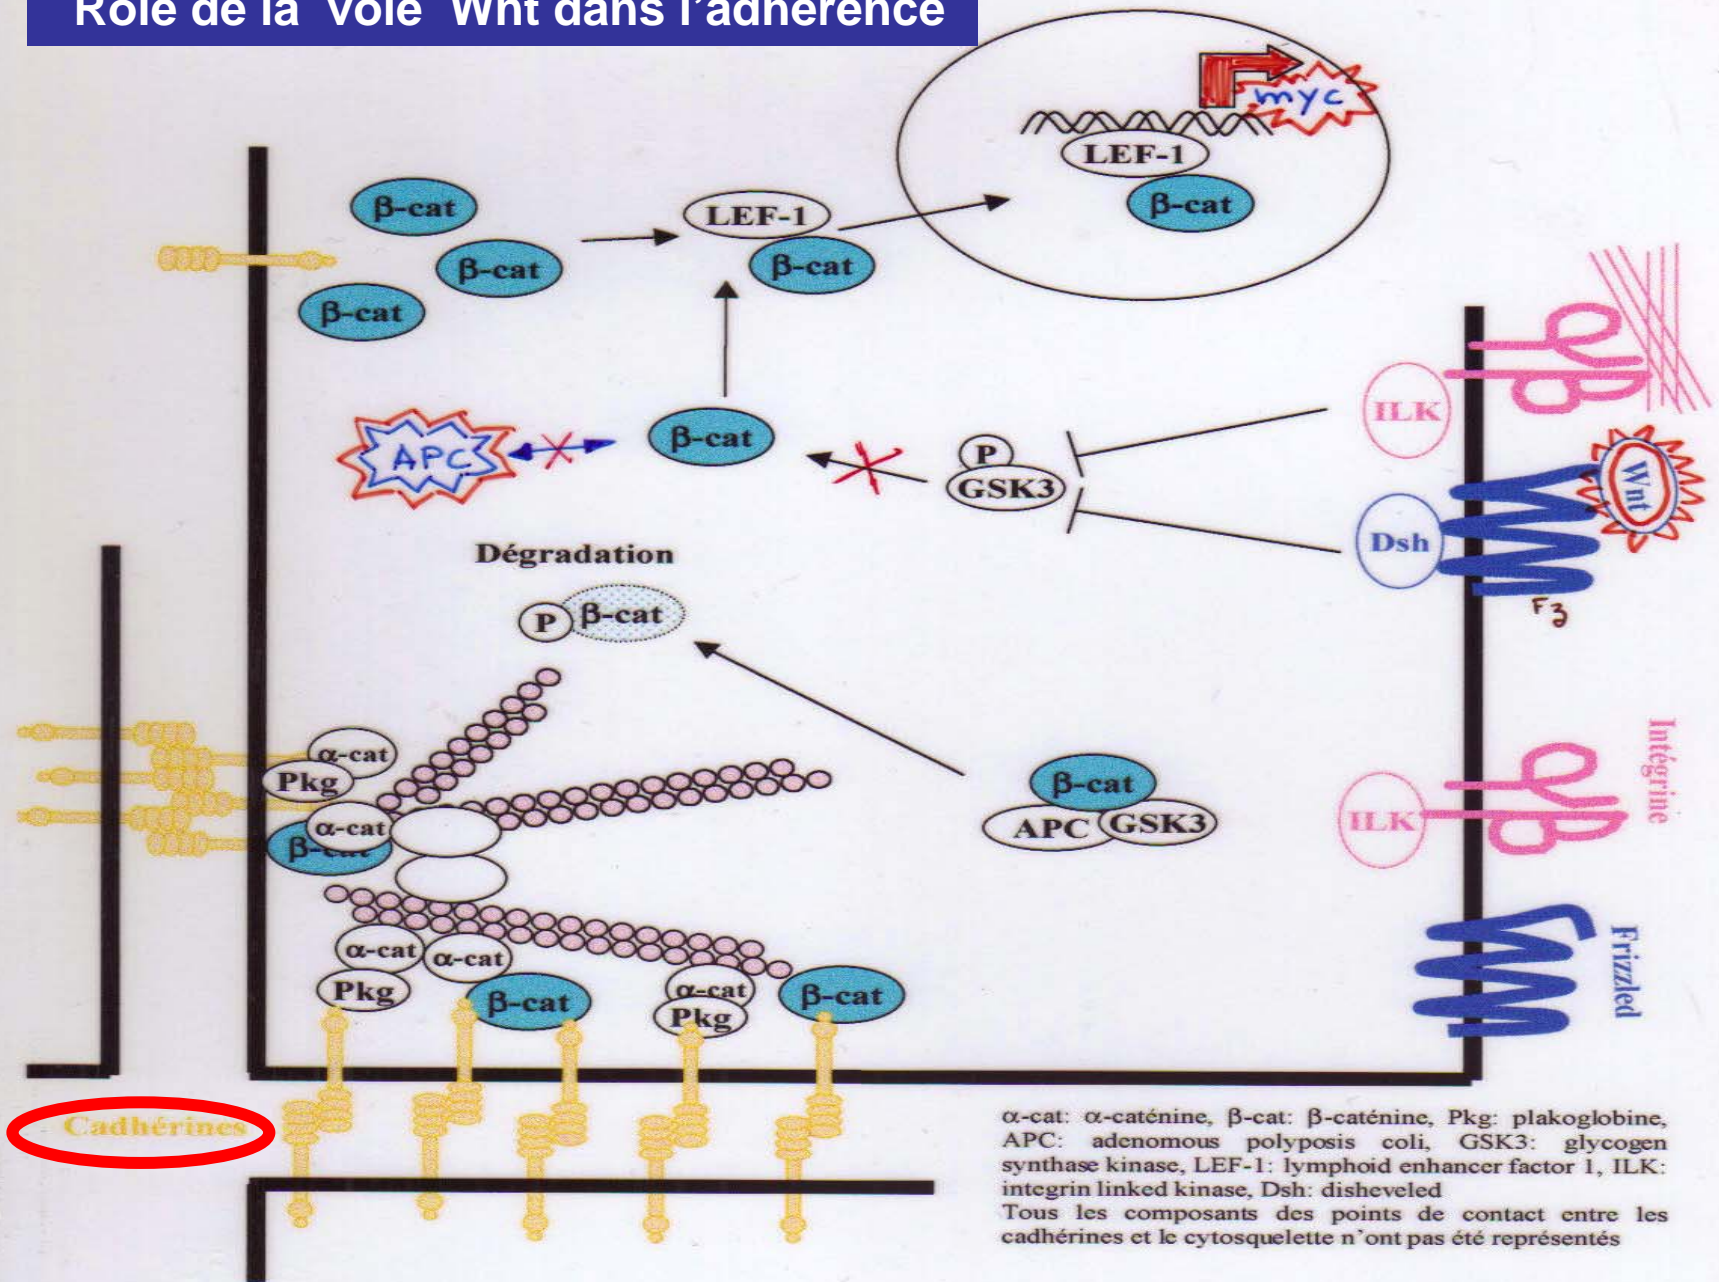 Rôle de la voie Wnt dans l'adhérence
myc
LEF-1
β-cat
β-cat
LEF-1
β-cat
β-cat
β-cat
ILK
APC
β-cat
P
GSK3
Wnt
Dsh
Fz
Dégradation
P
β-cat
Intégrine
α-cat
Pkg
β-cat
α-cat
APC
GSK3
ILK
β-cat
α-cat
α-cat
Frizzled
Pkg
β-cat
α-cat
Pkg
β-cat
Cadhérines
α-cat: α-caténine, β-cat: β-caténine, Pkg: plakoglobine,
APC: adenomous polyposis coli, GSK3: glycogen
synthase kinase, LEF-1: lymphoid enhancer factor 1, ILK:
integrin linked kinase, Dsh: disheveled
Tous les composants des points de contact entre les
cadhérines et le cytosquelette n'ont pas été représentés